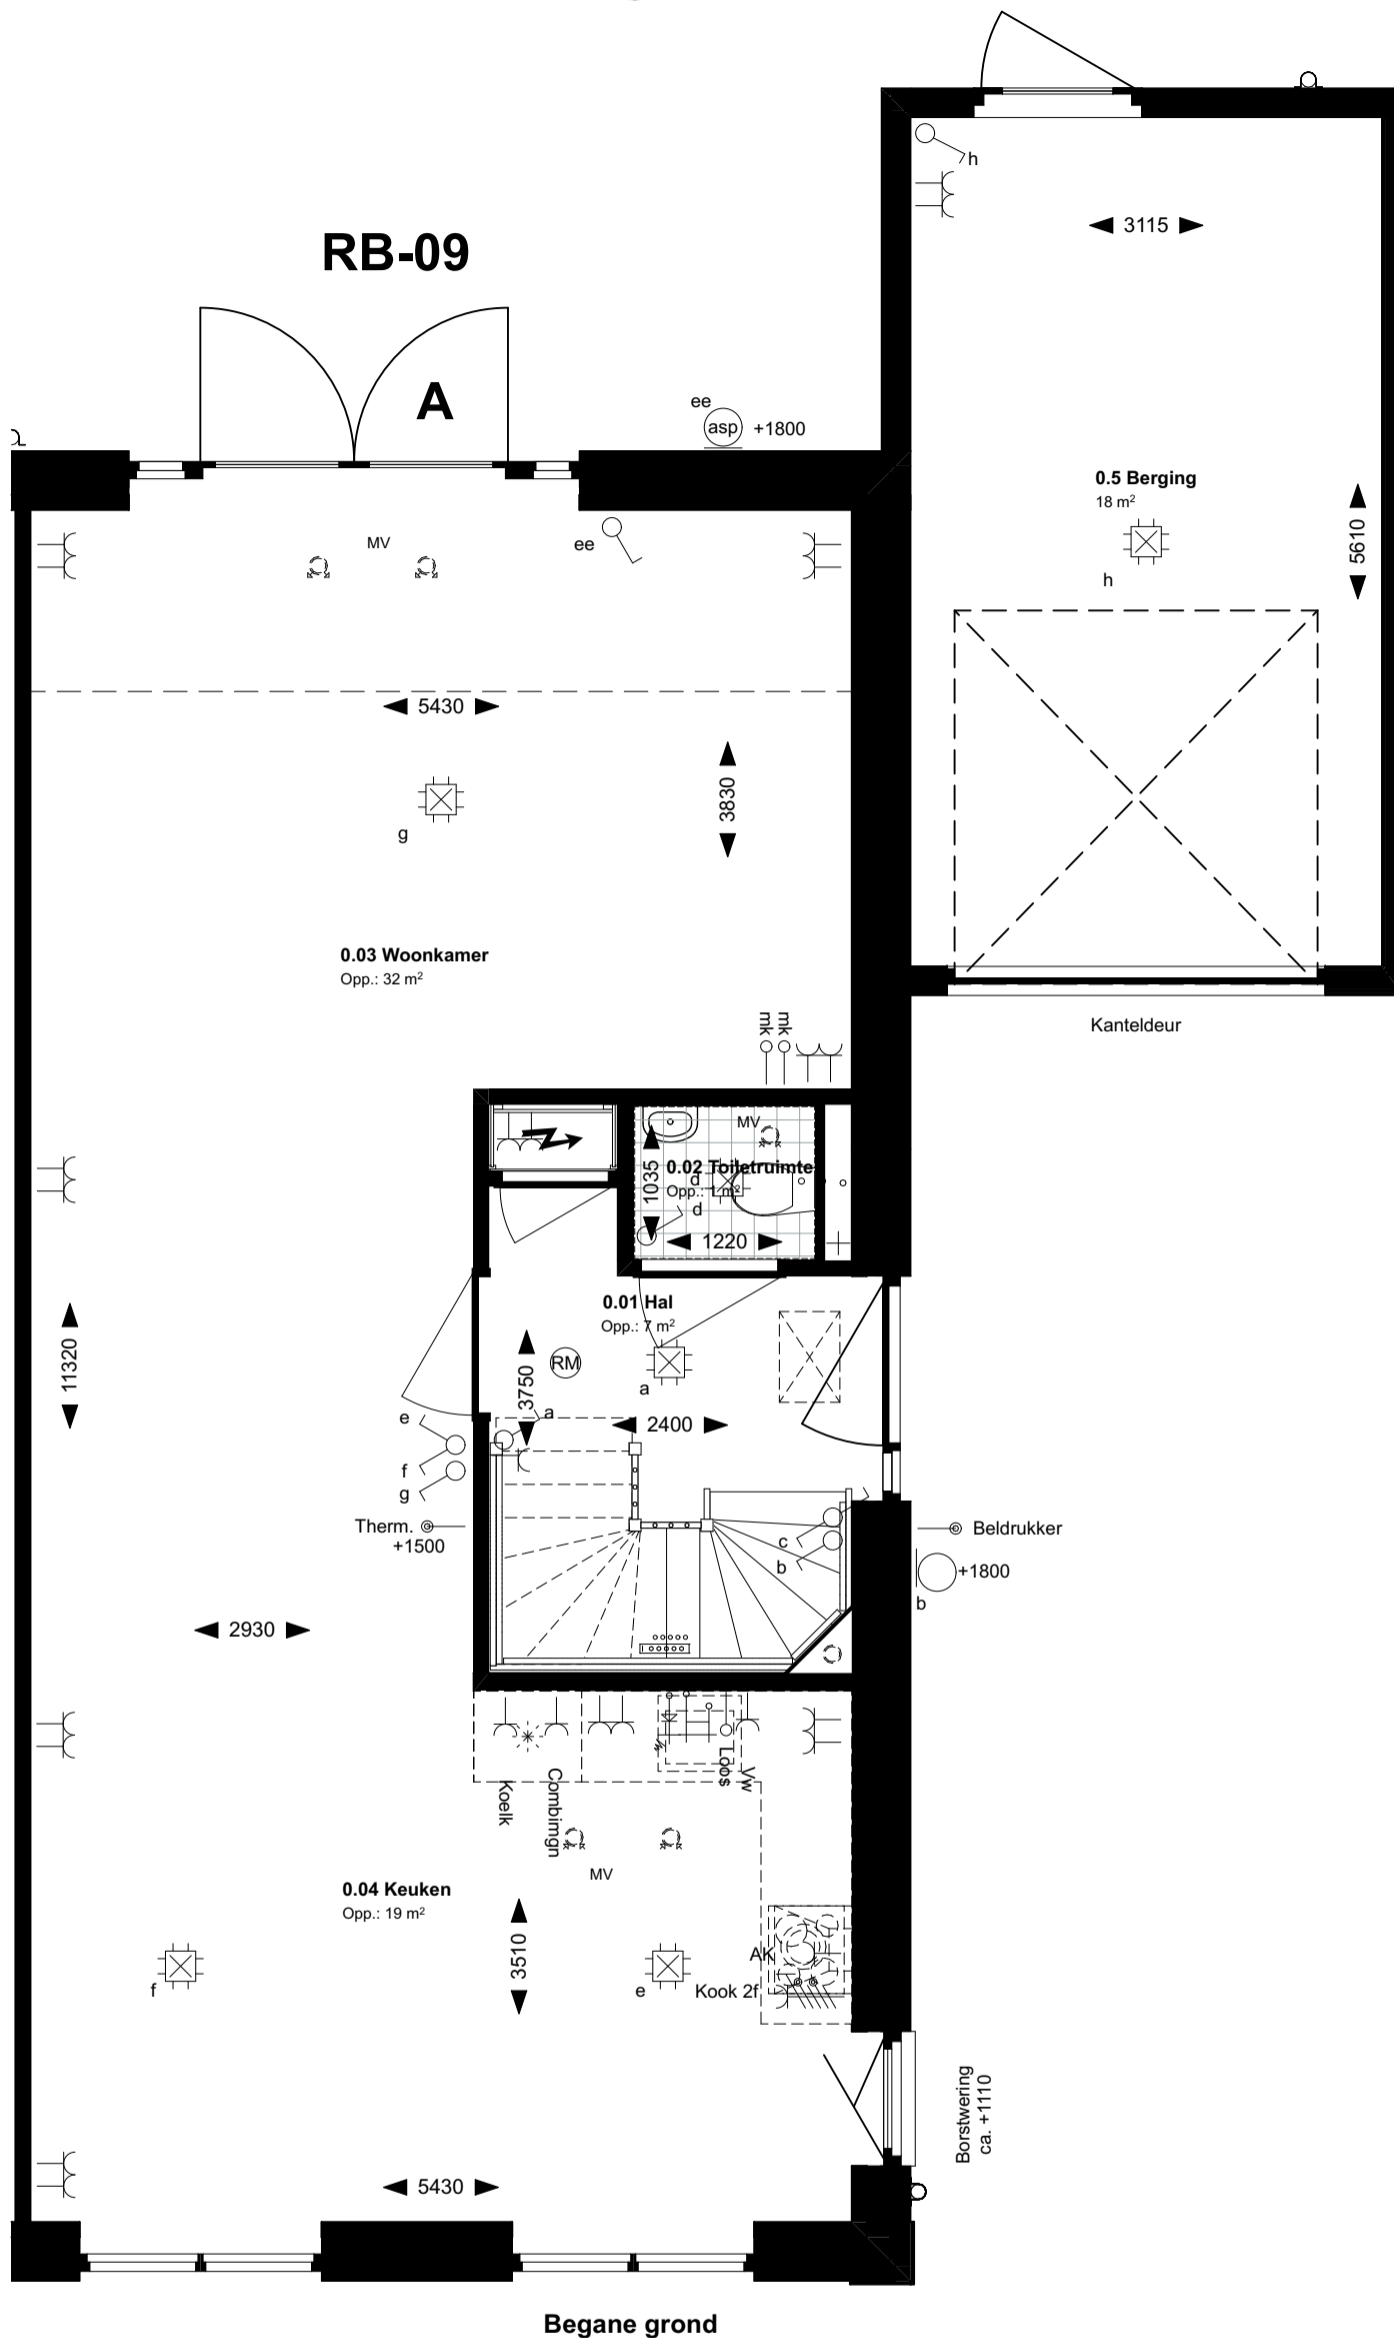 RB-09
A
h
3115
ee
asp +1800
0.5 Berging
18 m²
5610
h
MV
ee
5430
3830
g
0.03 Woonkamer
Opp.: 32 m²
mk mk
Kanteldeur
MV
0.02 Toiletruimte
Opp.: 1 m²
d
d
1035
1220
0.01 Hal
Opp.: 7 m²
11320
3750
RM
a
a
2400
e
f
g
Therm.
+1500
c
b
Beldrukker
+1800
b
2930
Koelk
Combimgn
Loos
Vw
MV
0.04 Keuken
Opp.: 19 m²
3510
AK
Kook 2f
f
e
Borstwering
ca. +1110
5430
Begane grond